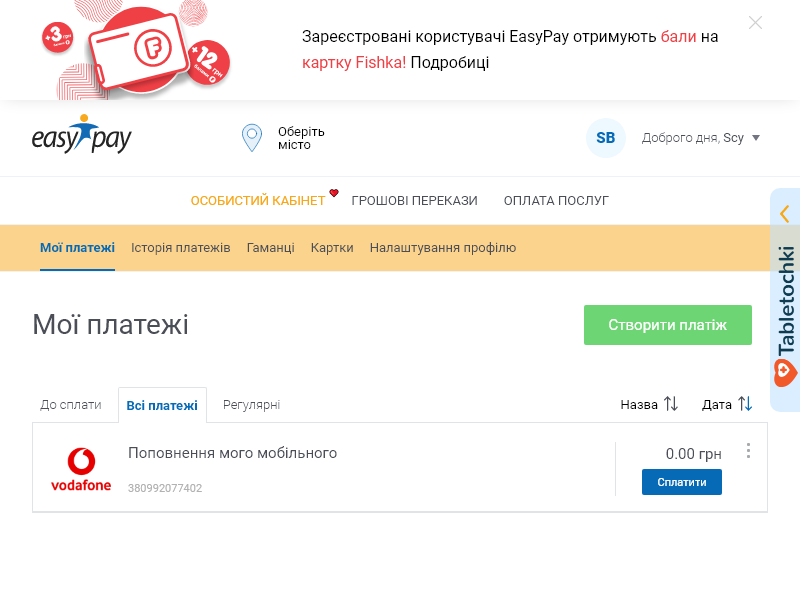 +3 грн
+12 грн
Зареєстровані користувачі EasyPay отримують бали на
картку Fishka! Подробиці
easypay
Оберіть
місто
SB
Доброго дня, Scy
ОСОБИСТИЙ КАБІНЕТ
ГРОШОВІ ПЕРЕКАЗИ
ОПЛАТА ПОСЛУГ
Мої платежі
Історія платежів
Гаманці
Картки
Налаштування профілю
Tabletochki
Мої платежі
Створити платіж
До сплати
Всі платежі
Регулярні
Назва
Дата
vodafone
Поповнення мого мобільного
380992077402
0.00 грн
Сплатити